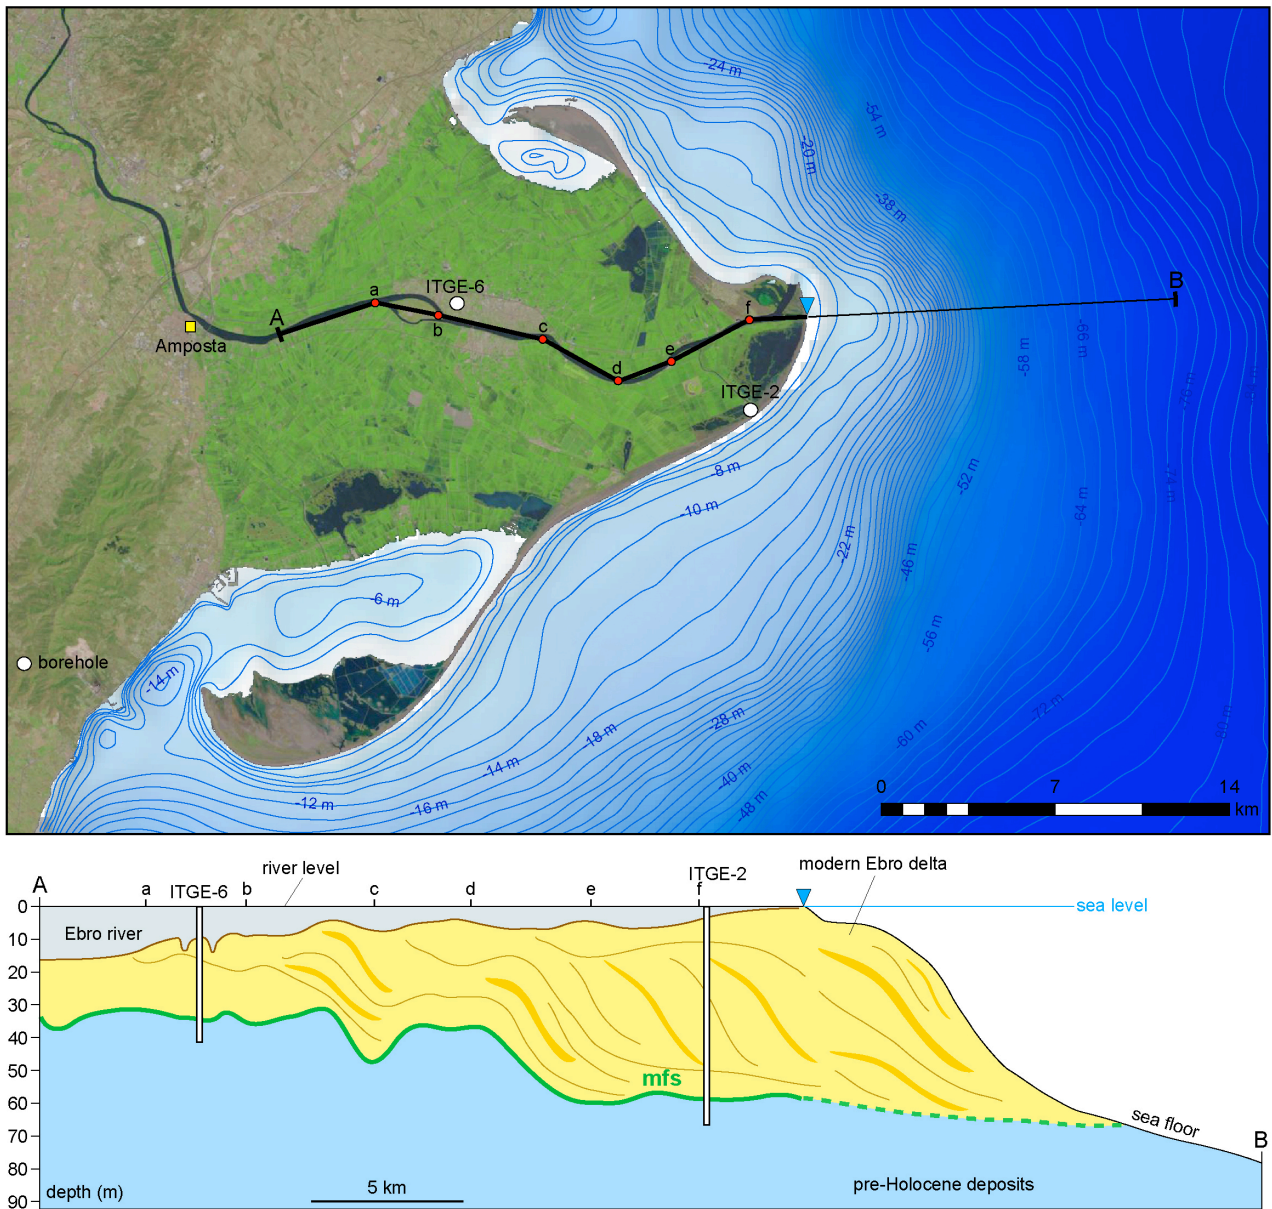 -24 m
-54 m
-20 m
-38 m
B
ITGE-6
a
A
b
f
c
Amposta
e
d
-58 m
-66 m
ITGE-2
-8 m
-52 m
-10 m
-74 m
-64 m
-22 m
-46 m
-6 m
-56 m
borehole
-14 m
-72 m
-80 m
-28 m
-18 m
-60 m
-14 m
-40 m
-12 m
-16 m
-48 m
0 7 14
km
river level
modern Ebro delta
A
a ITGE-6 b c d e f ITGE-2
0
sea level
Ebro river
10
20
30
40
50
mfs
60
sea floor
70
B
80
depth (m)
5 km
pre-Holocene deposits
90